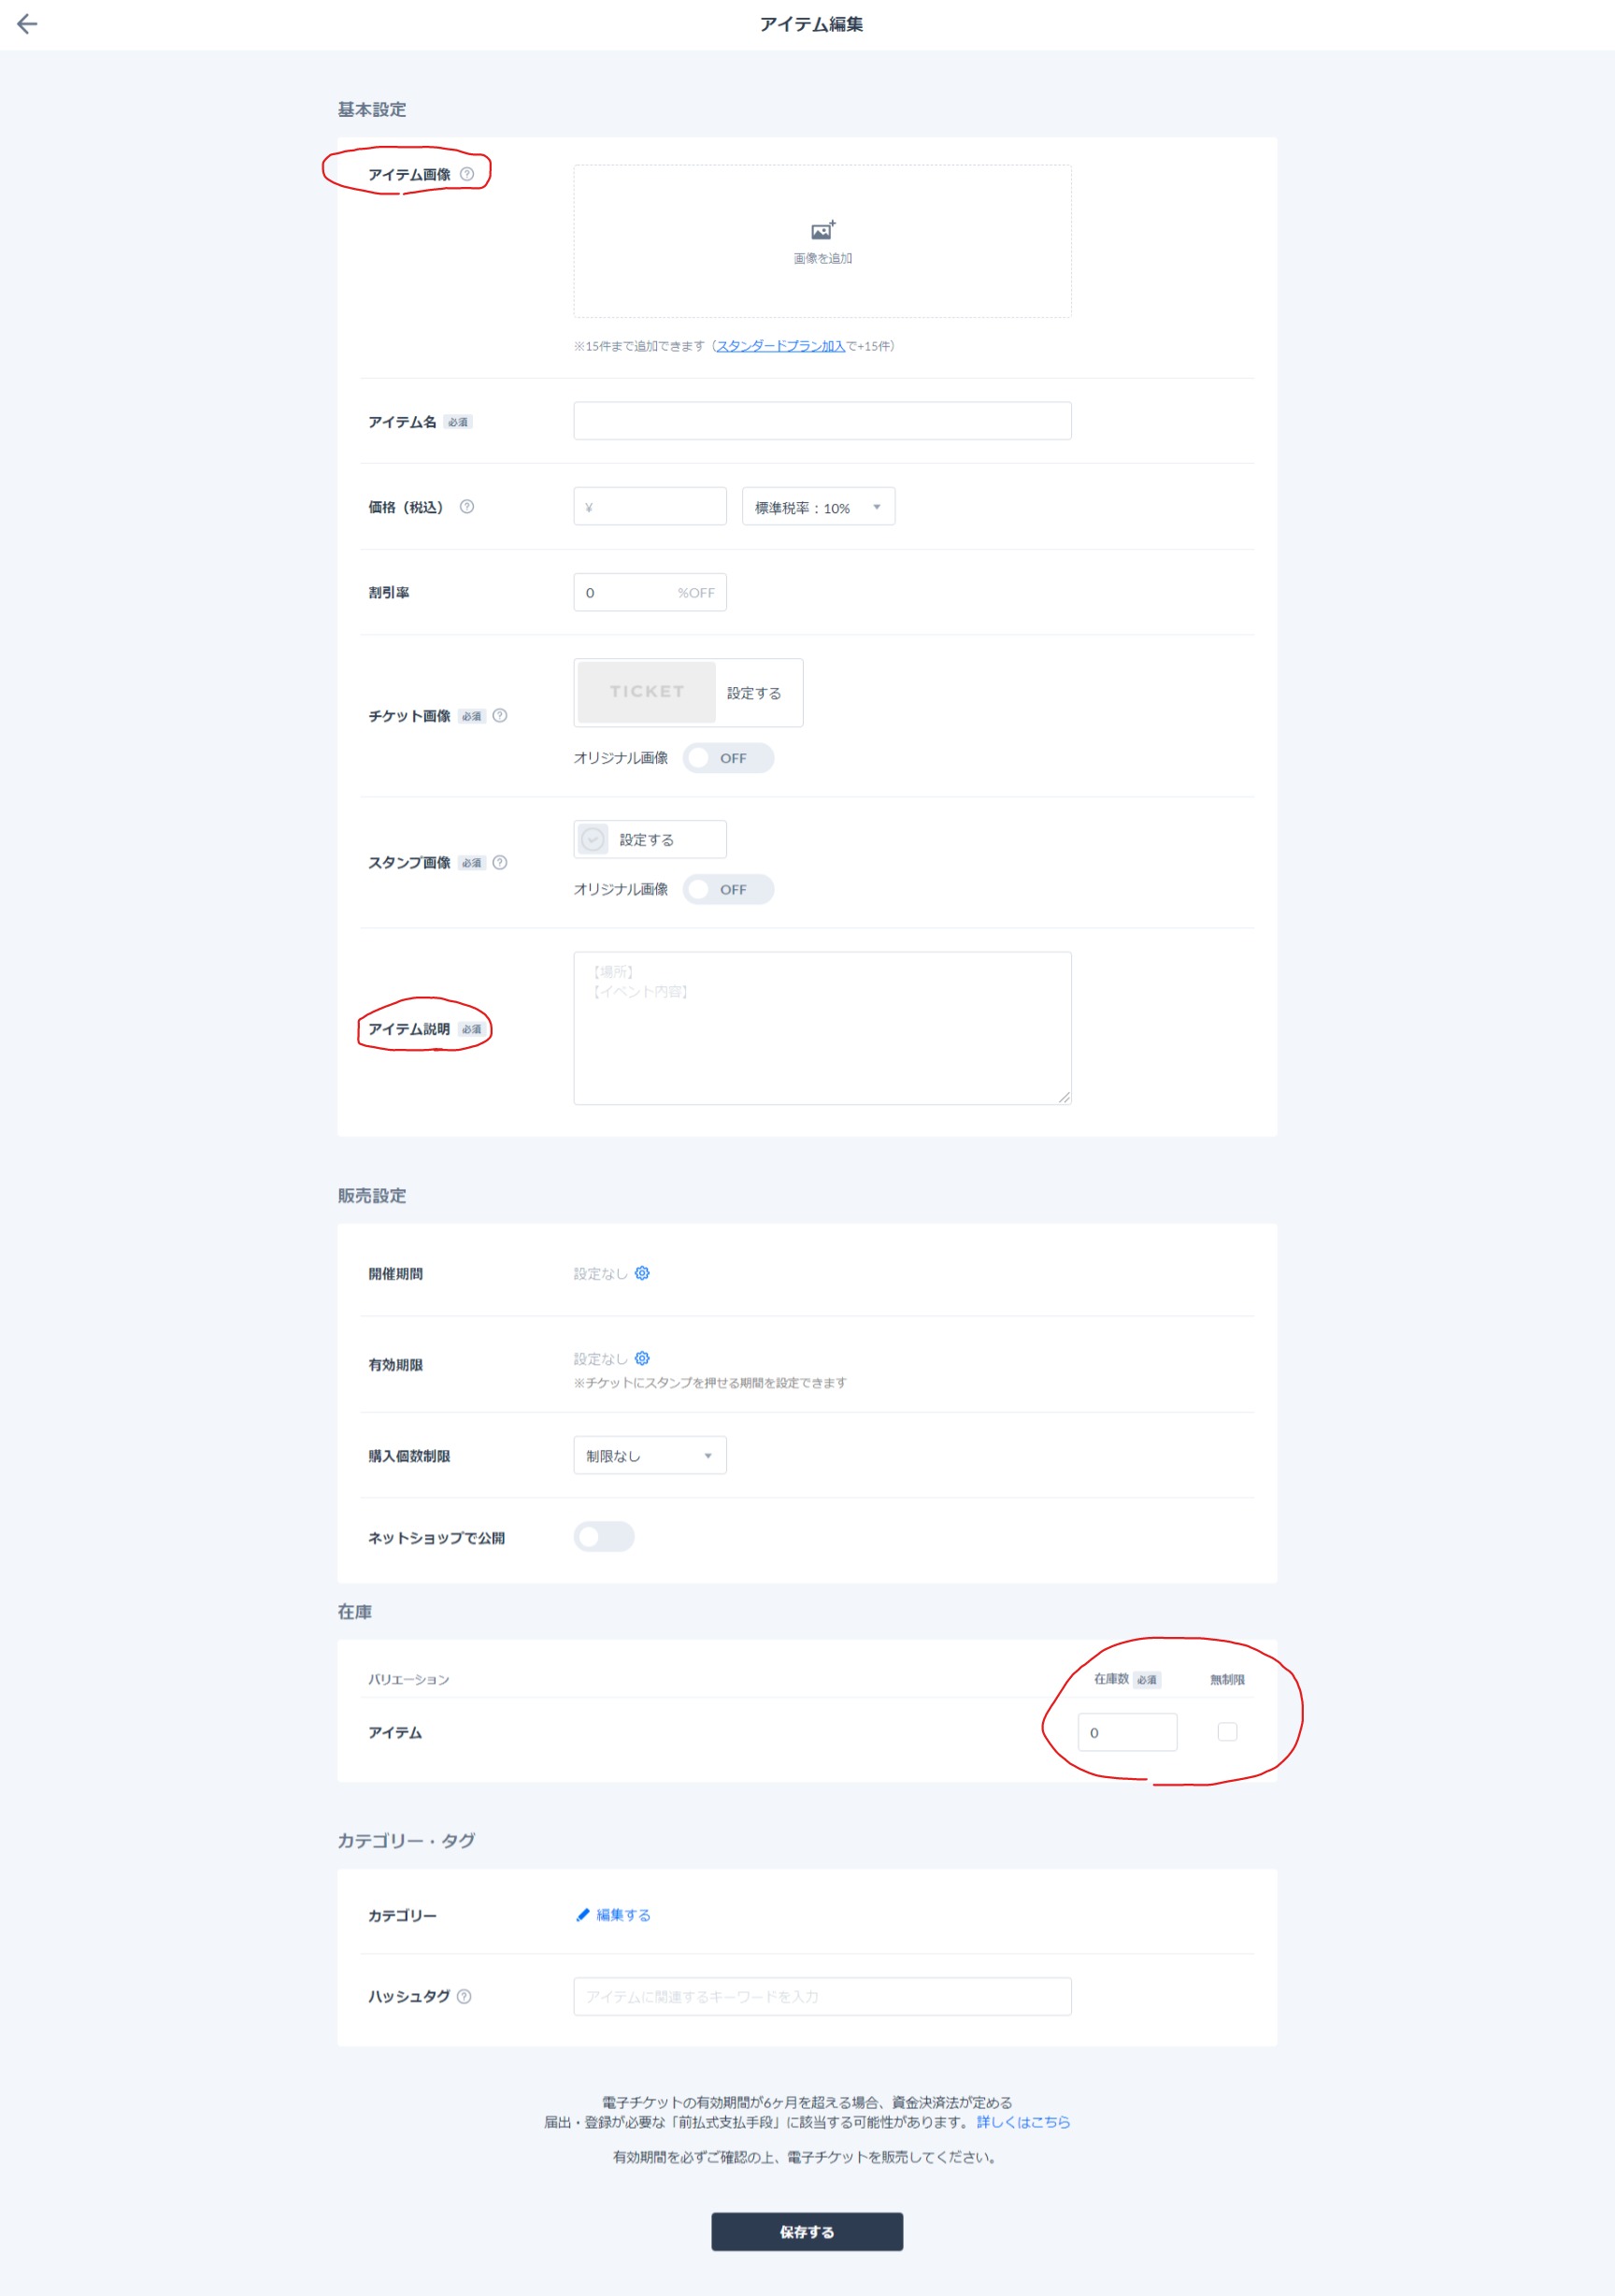 アイテム編集
基本設定
アイテム画像 ?
画像を追加
※15件まで追加できます（スタンダードプラン加入で+15件）
アイテム名 必須
価格（税込） ? ¥ 標準税率：10%
割引率 0 %OFF
TICKET 設定する
チケット画像 必須 ?
オリジナル画像 OFF
設定する
スタンプ画像 必須 ?
オリジナル画像 OFF
【場所】
【イベント内容】
アイテム説明 必須
販売設定
開催期間 設定なし
有効期限 設定なし
※チケットにスタンプを押せる期間を設定できます
購入個数制限 制限なし
ネットショップで公開
在庫
バリエーション 在庫数 必須 無制限
アイテム 0
カテゴリー・タグ
カテゴリー 編集する
ハッシュタグ ? アイテムに関連するキーワードを入力
電子チケットの有効期間が6ヶ月を超える場合、資金決済法が定める
届出・登録が必要な「前払式支払手段」に該当する可能性があります。 詳しくはこちら
有効期間を必ずご確認の上、電子チケットを販売してください。
保存する